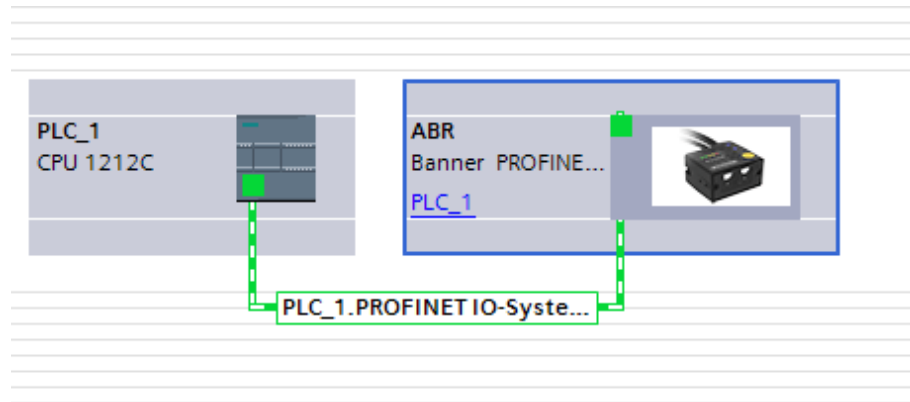 PLC_1
CPU 1212C
ABR
Banner PROFINE...
PLC_1
PLC_1.PROFINET IO-Syste...